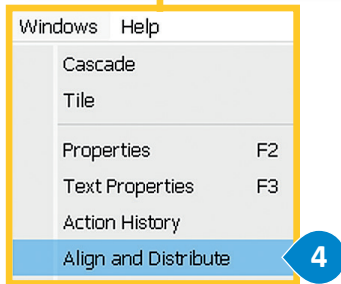 Windows Help
Cascade
Tile
Properties F2
Text Properties F3
Action History
Align and Distribute
4